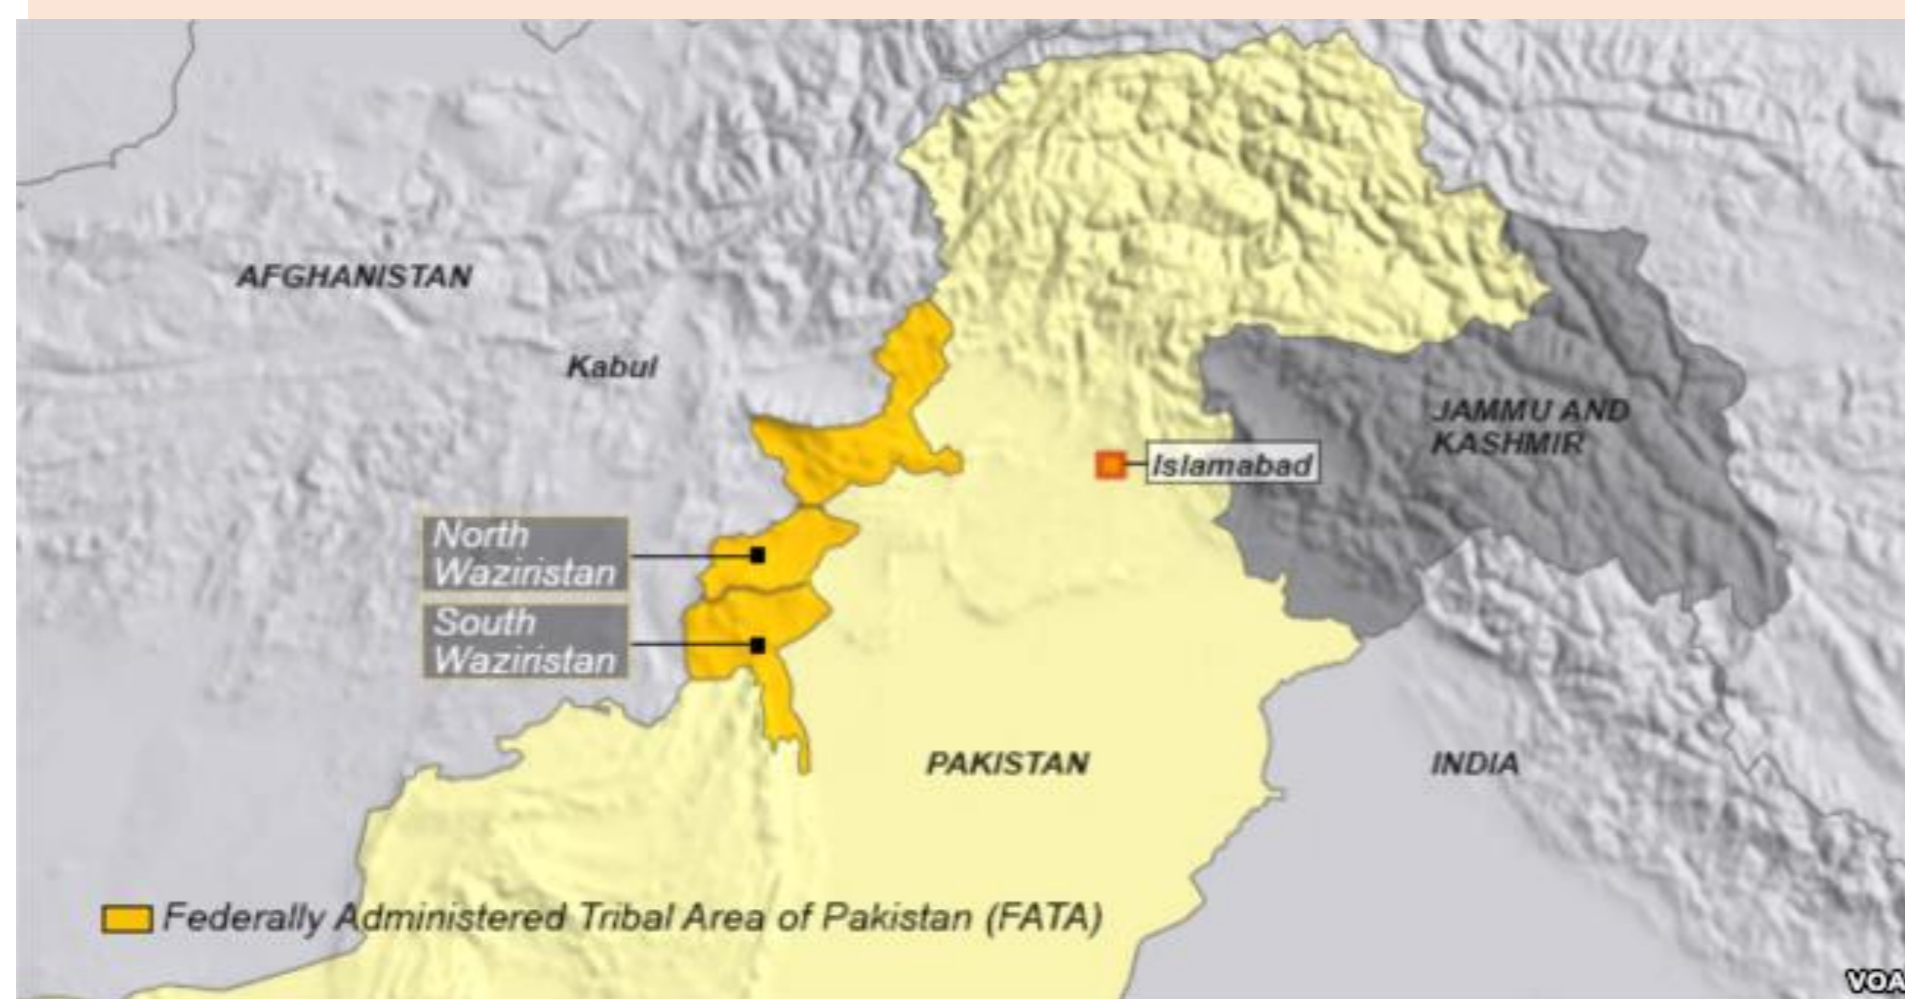 AFGHANISTAN
Kabul
JAMMU AND
KASHMIR
Islamabad
North
Waziristan
South
Waziristan
PAKISTAN
INDIA
Federally Administered Tribal Area of Pakistan (FATA)
VOA